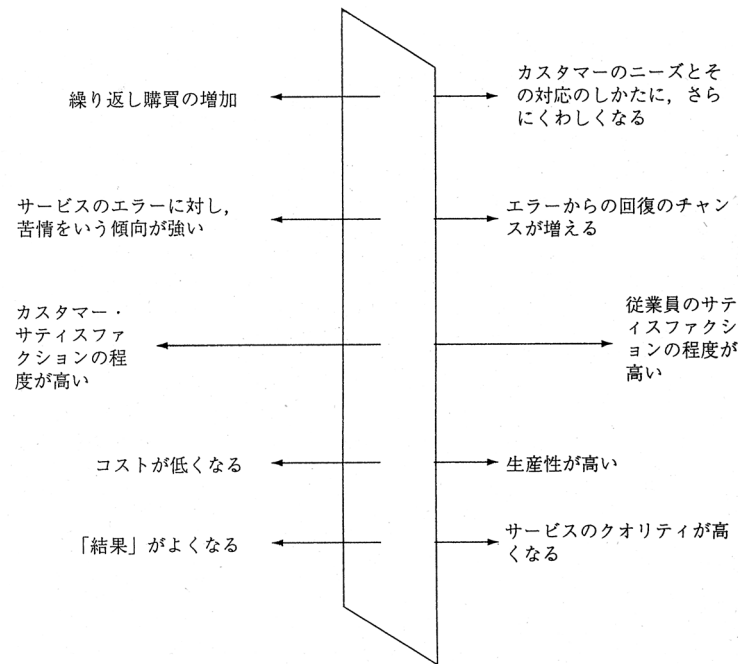 繰り返し購買の増加
カスタマーのニーズとそ
の対応のしかたに，さら
にくわしくなる
サービスのエラーに対し，
苦情をいう傾向が強い
エラーからの回復のチャン
スが増える
カスタマー・
サティスファ
クションの程
度が高い
従業員のサテ
ィスファクシ
ョンの程度が
高い
コストが低くなる
生産性が高い
「結果」がよくなる
サービスのクオリティが高
くなる